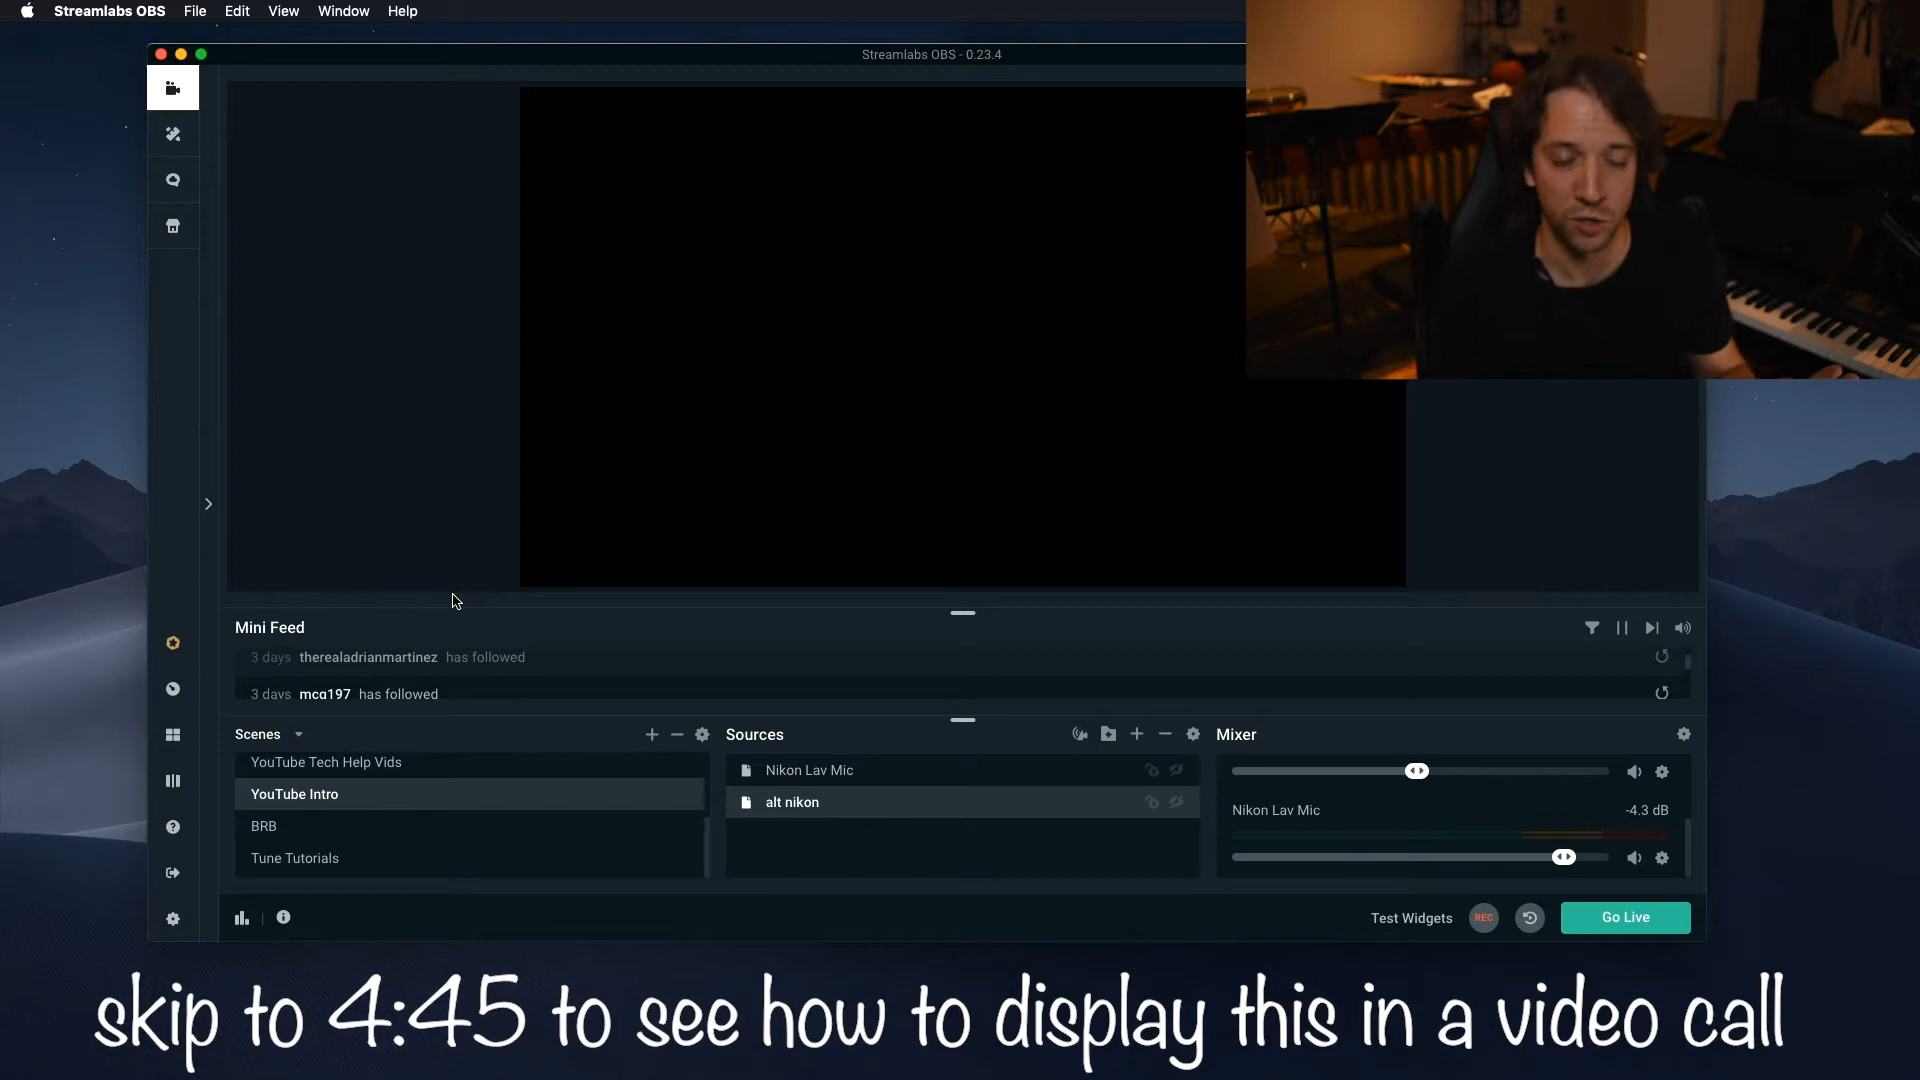 Streamlabs OBS File Edit View Window Help
Streamlabs OBS - 0.23.4
Mini Feed
3 days therealadrianmartinez has followed
3 days mcq197 has followed
Scenes
YouTube Tech Help Vids
YouTube Intro
BRB
Tune Tutorials
Sources
Nikon Lav Mic
alt nikon
Mixer
Nikon Lav Mic -4.3 dB
Test Widgets REC Go Live
skip to 4:45 to see how to display this in a video call